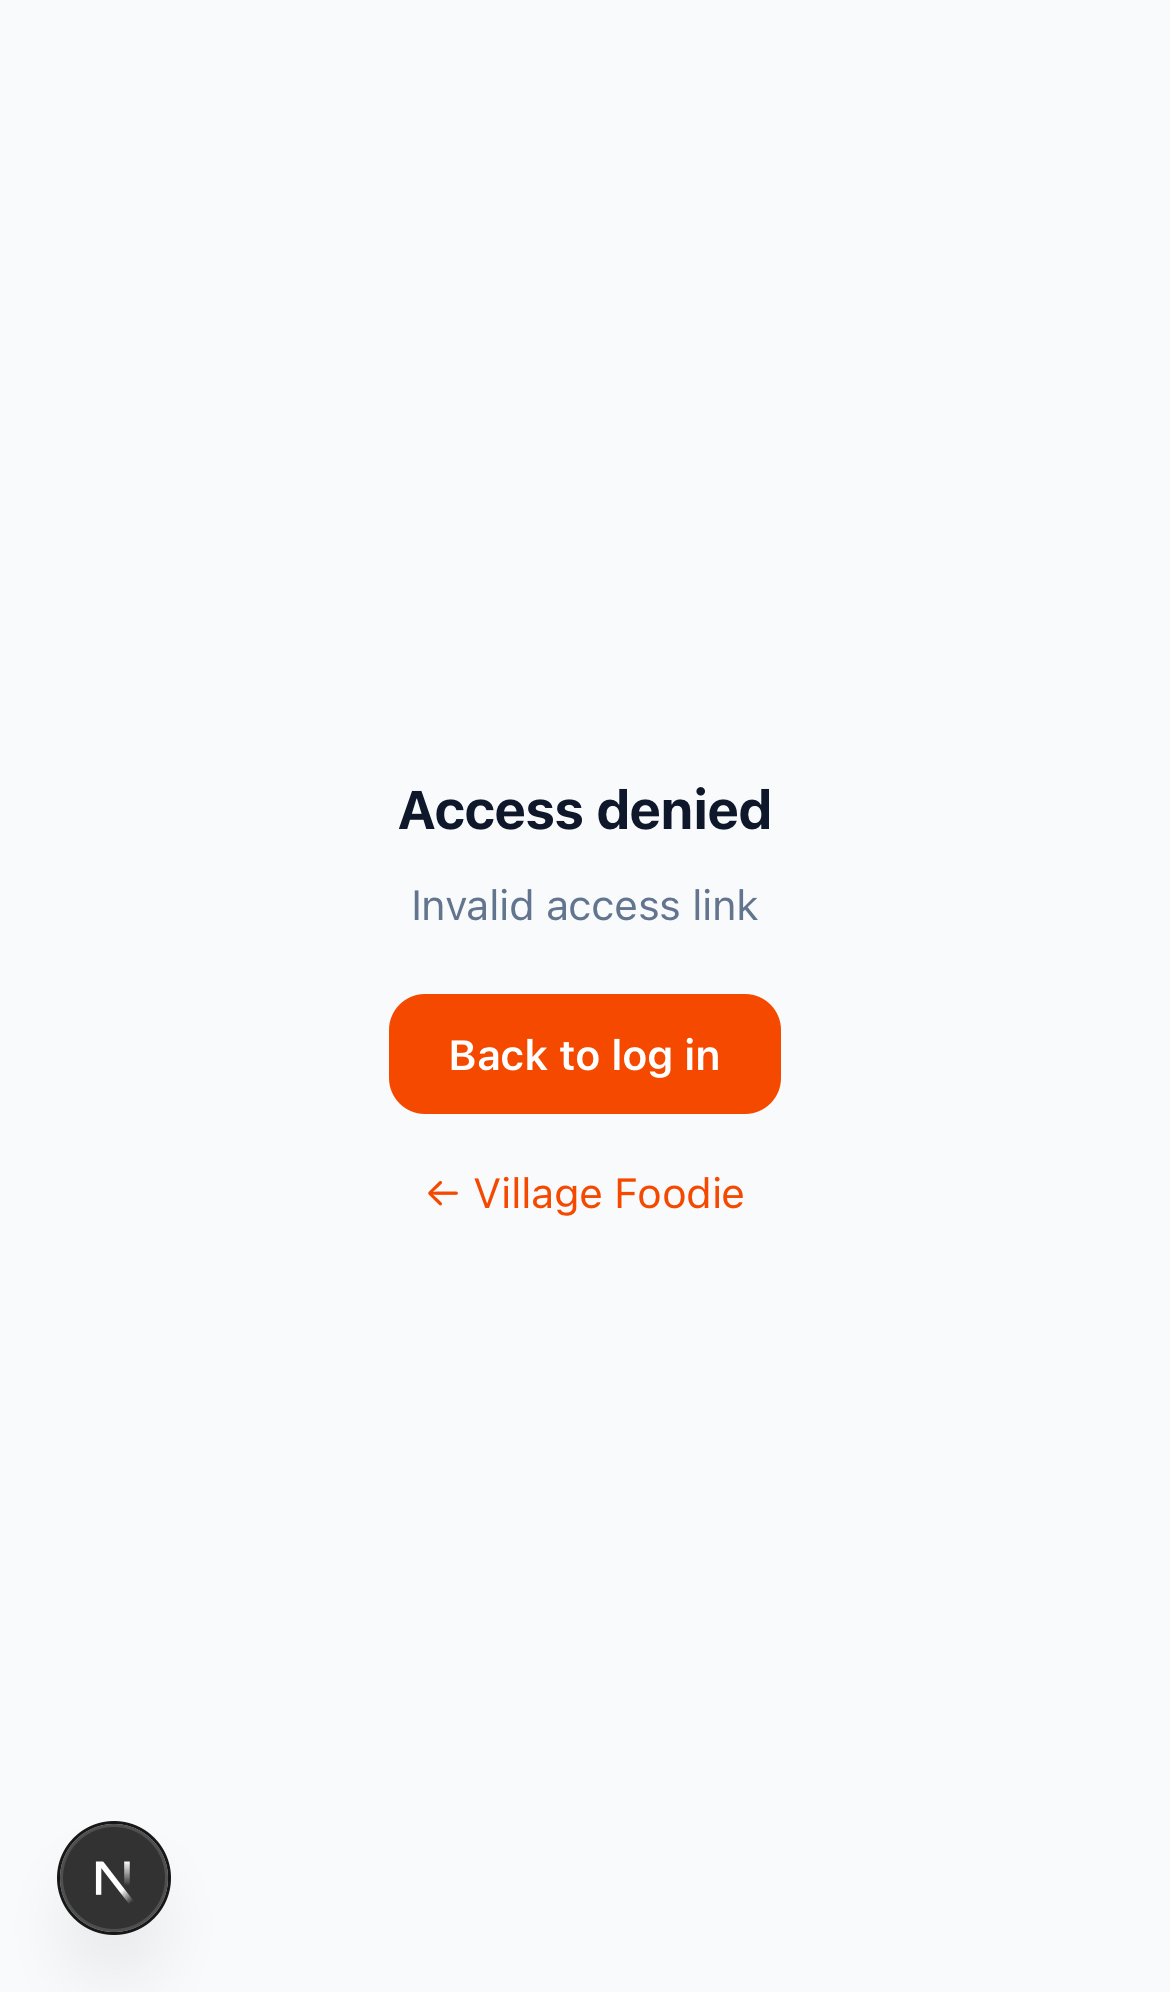 Access denied
Invalid access link
Back to log in
← Village Foodie
N